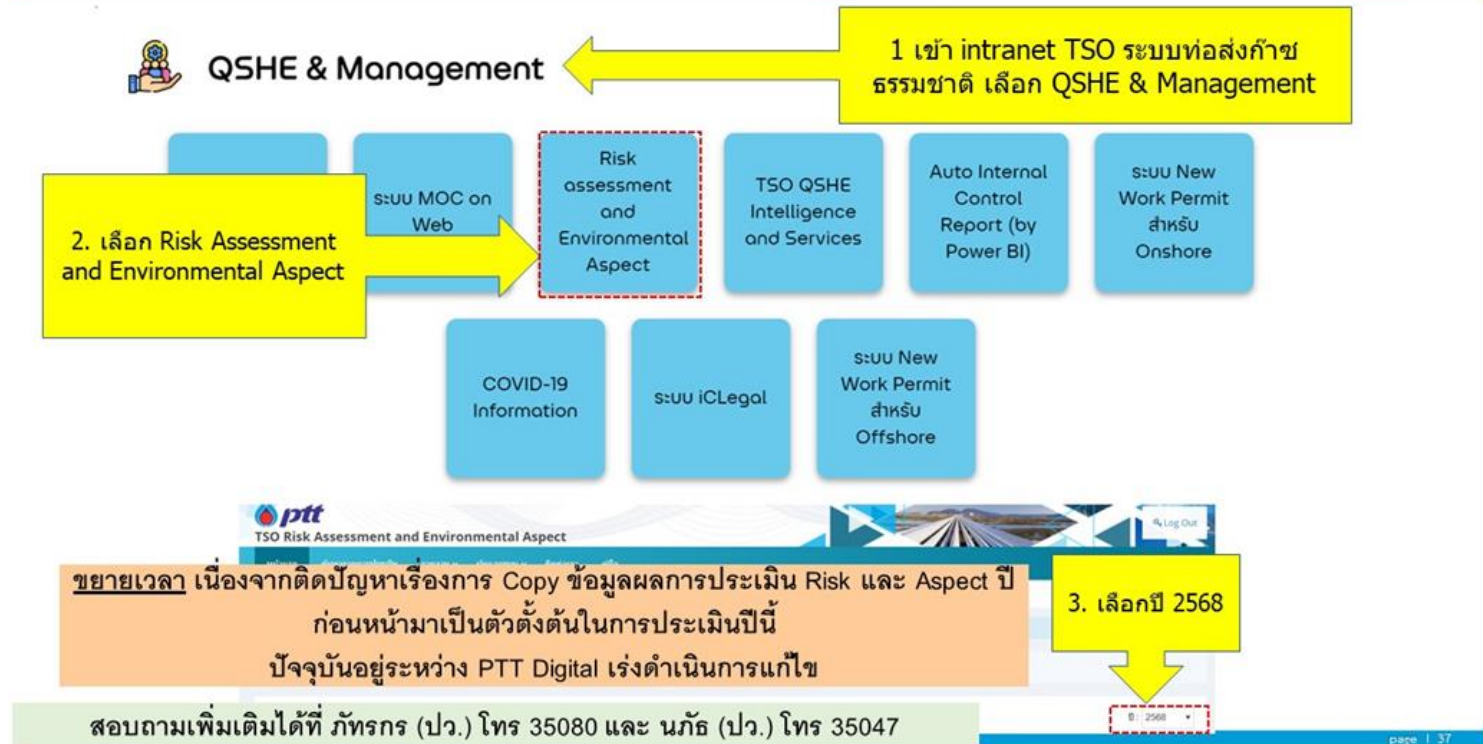 QSHE & Management
1 เข้า intranet TSO ระบบท่อส่งก๊าซ
ธรรมชาติ เลือก QSHE & Management
2. เลือก Risk Assessment
and Environmental Aspect
ระบบ MOC on
Web
Risk
assessment
and
Environmental
Aspect
TSO QSHE
Intelligence
and Services
Auto Internal
Control
Report (by
Power BI)
ระบบ New
Work Permit
สำหรับ
Onshore
COVID-19
Information
ระบบ iCLegal
ระบบ New
Work Permit
สำหรับ
Offshore
ptt
TSO Risk Assessment and Environmental Aspect
Log Out
ขยายเวลา เนื่องจากติดปัญหาเรื่องการ Copy ข้อมูลผลการประเมิน Risk และ Aspect ปี
ก่อนหน้ามาเป็นตัวตั้งต้นในการประเมินปีนี้
ปัจจุบันอยู่ระหว่าง PTT Digital เร่งดำเนินการแก้ไข
3. เลือกปี 2568
ปี : 2568
สอบถามเพิ่มเติมได้ที่ ภัทรกร (ปว.) โทร 35080 และ นภัธ (ปว.) โทร 35047
page | 37